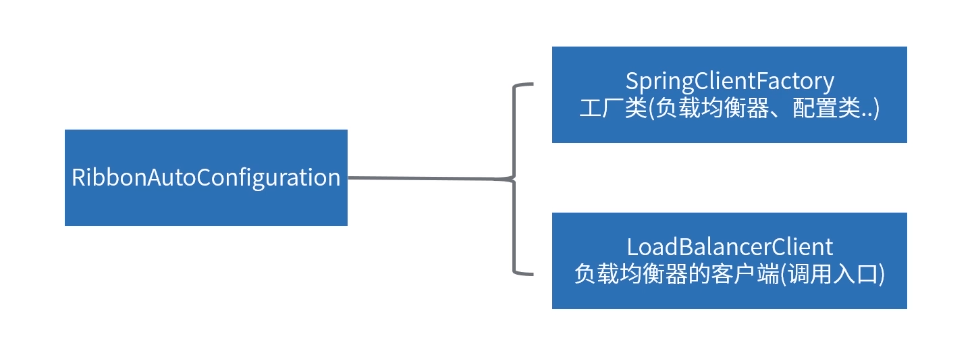 RibbonAutoConfiguration
SpringClientFactory
工厂类(负载均衡器、配置类..)
LoadBalancerClient
负载均衡器的客户端(调用入口)